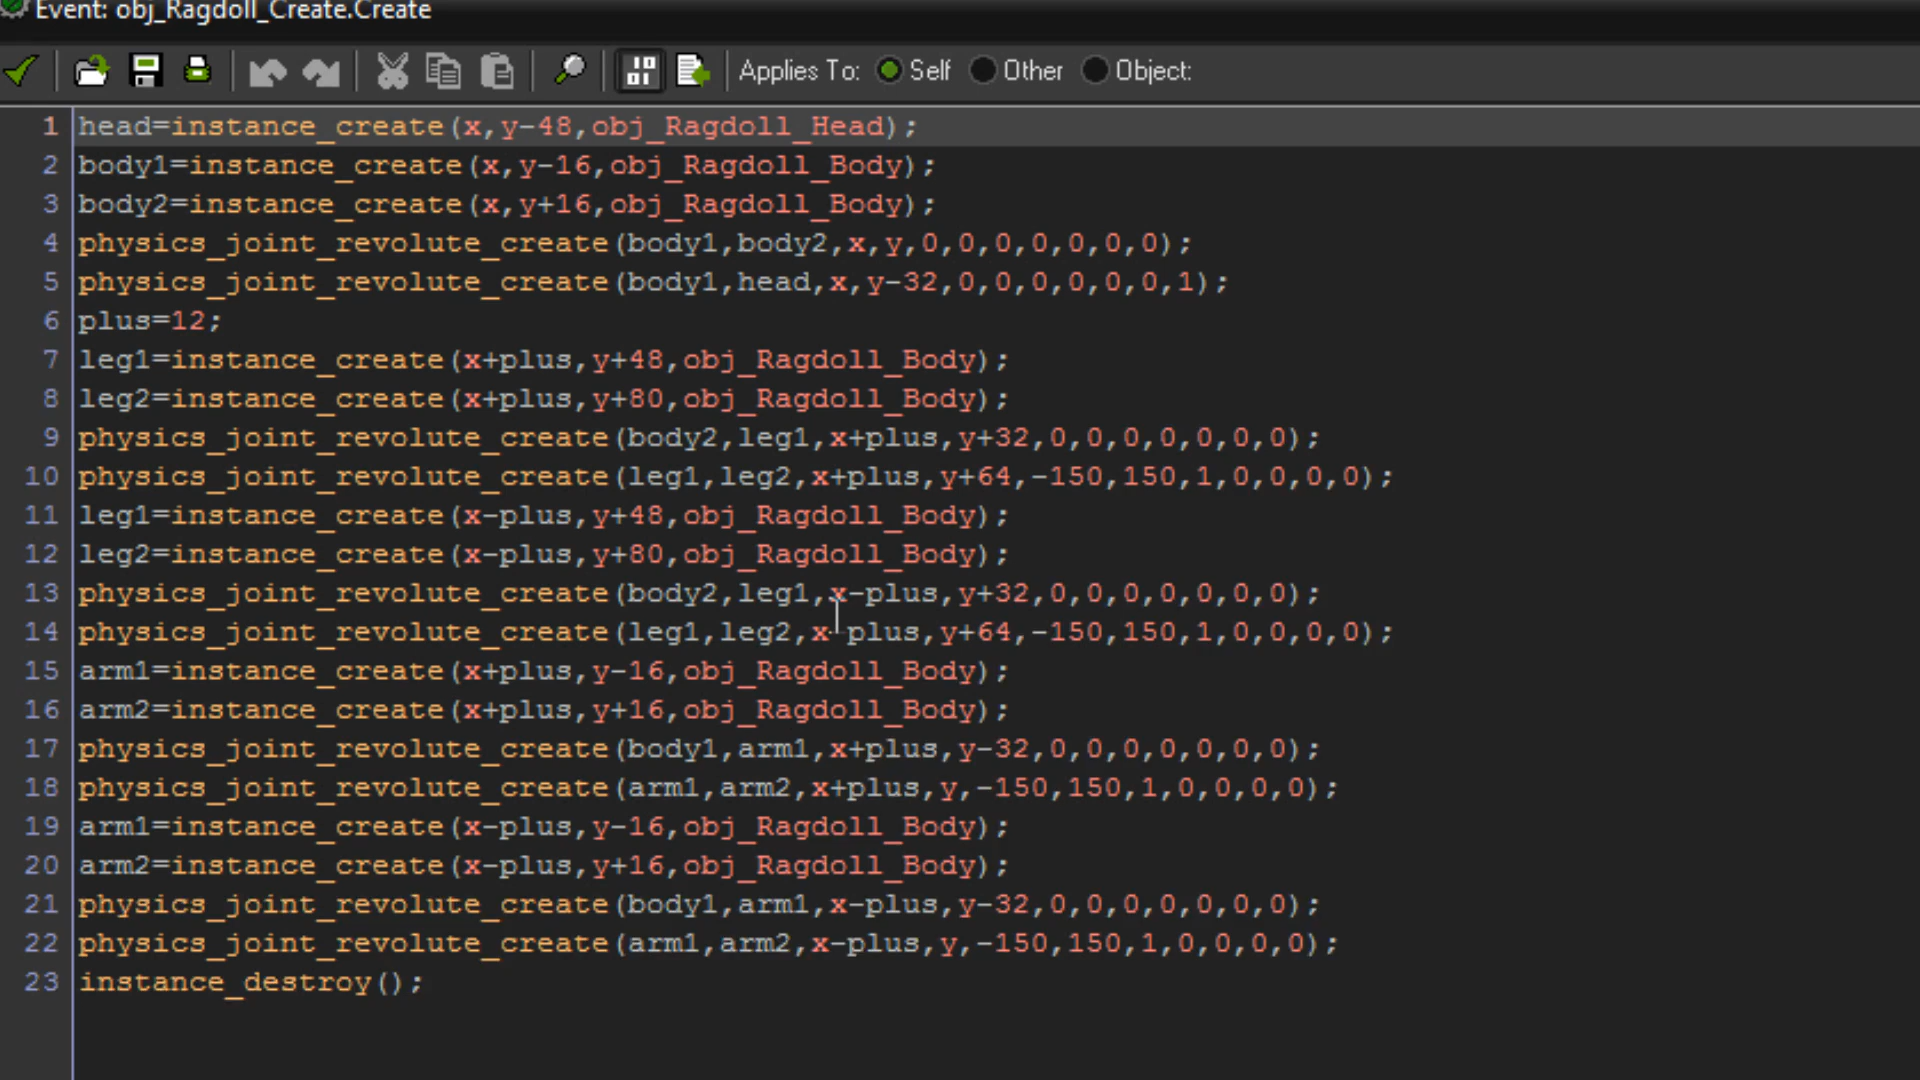 Event: obj_Ragdoll_Create.Create
Applies To: Self Other Object:
1 head=instance_create(x,y-48,obj_Ragdoll_Head);
2 body1=instance_create(x,y-16,obj_Ragdoll_Body);
3 body2=instance_create(x,y+16,obj_Ragdoll_Body);
4 physics_joint_revolute_create(body1,body2,x,y,0,0,0,0,0,0,0);
5 physics_joint_revolute_create(body1,head,x,y-32,0,0,0,0,0,0,1);
6 plus=12;
7 leg1=instance_create(x+plus,y+48,obj_Ragdoll_Body);
8 leg2=instance_create(x+plus,y+80,obj_Ragdoll_Body);
9 physics_joint_revolute_create(body2,leg1,x+plus,y+32,0,0,0,0,0,0,0);
10 physics_joint_revolute_create(leg1,leg2,x+plus,y+64,-150,150,1,0,0,0,0);
11 leg1=instance_create(x-plus,y+48,obj_Ragdoll_Body);
12 leg2=instance_create(x-plus,y+80,obj_Ragdoll_Body);
13 physics_joint_revolute_create(body2,leg1,x-plus,y+32,0,0,0,0,0,0,0);
14 physics_joint_revolute_create(leg1,leg2,x-plus,y+64,-150,150,1,0,0,0,0);
15 arm1=instance_create(x+plus,y-16,obj_Ragdoll_Body);
16 arm2=instance_create(x+plus,y+16,obj_Ragdoll_Body);
17 physics_joint_revolute_create(body1,arm1,x+plus,y-32,0,0,0,0,0,0,0);
18 physics_joint_revolute_create(arm1,arm2,x+plus,y,-150,150,1,0,0,0,0);
19 arm1=instance_create(x-plus,y-16,obj_Ragdoll_Body);
20 arm2=instance_create(x-plus,y+16,obj_Ragdoll_Body);
21 physics_joint_revolute_create(body1,arm1,x-plus,y-32,0,0,0,0,0,0,0);
22 physics_joint_revolute_create(arm1,arm2,x-plus,y,-150,150,1,0,0,0,0);
23 instance_destroy();